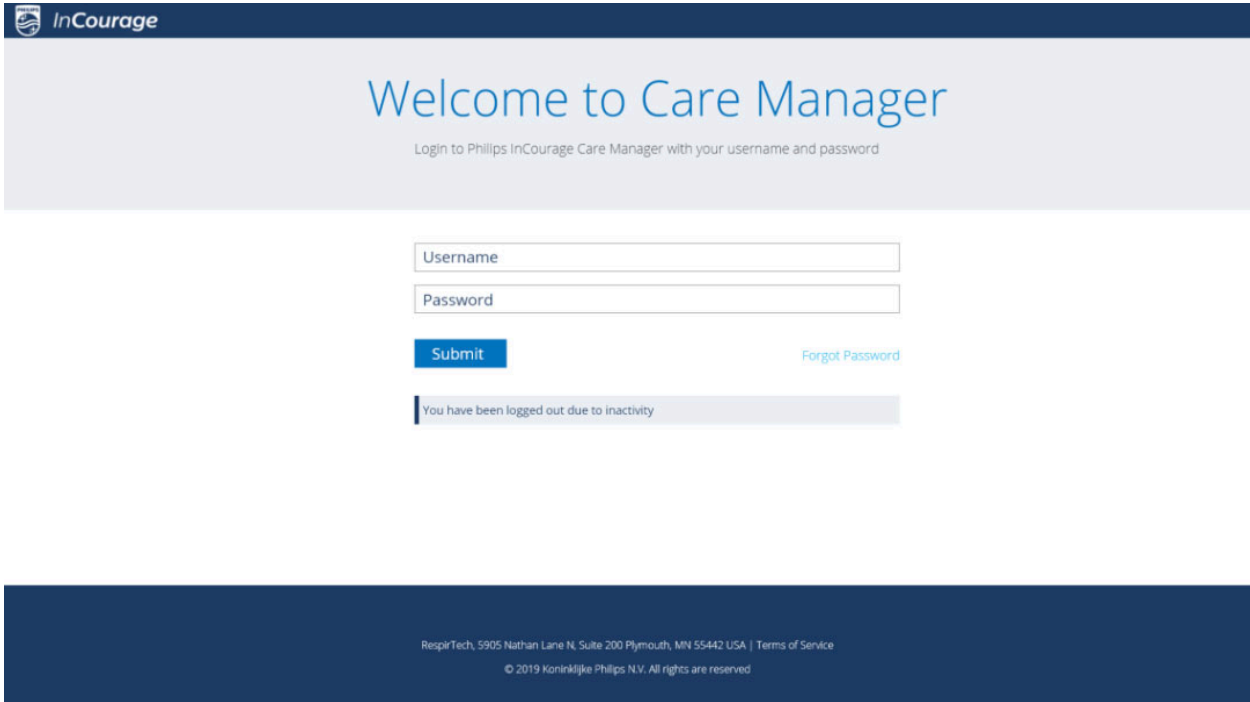 PHILIPS
InCourage
Welcome to Care Manager
Login to Philips InCourage Care Manager with your username and password
Username
Password
Submit
Forgot Password
You have been logged out due to inactivity
RespirTech, 5905 Nathan Lane N, Suite 200 Plymouth, MN 55442 USA | Terms of Service
© 2019 Koninklijke Philips N.V. All rights are reserved